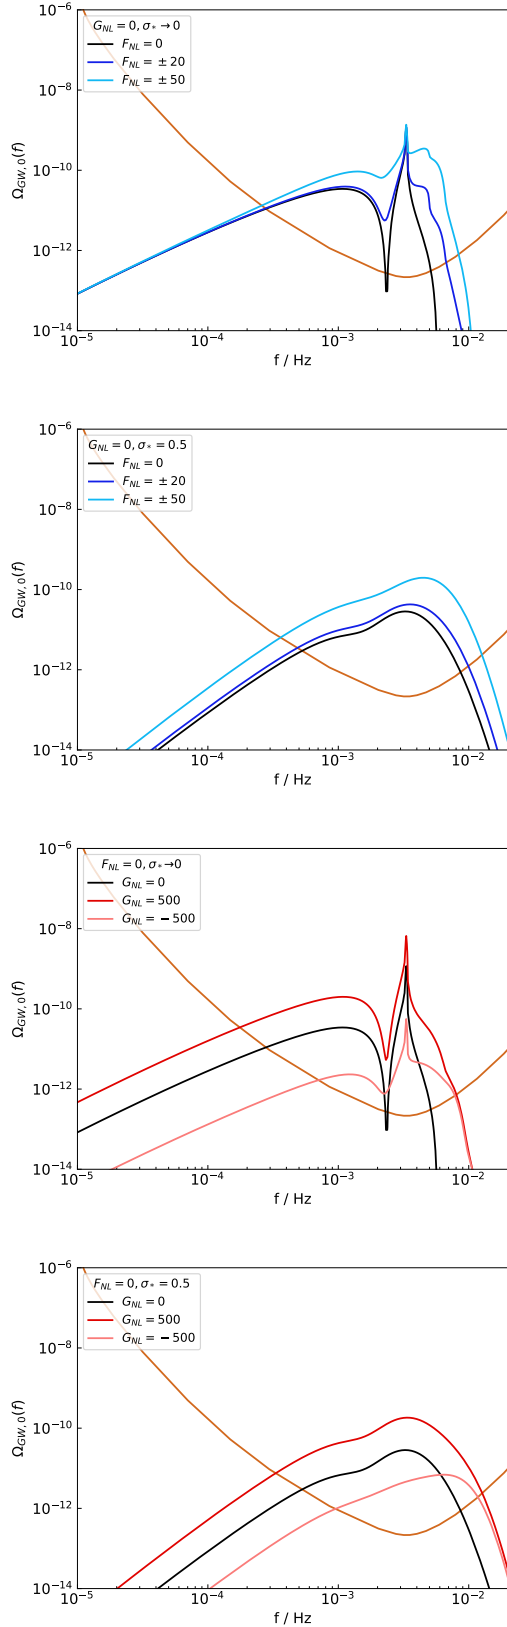 10⁻⁶
G_NL = 0, σ_* → 0
F_NL = 0
F_NL = ± 20
F_NL = ± 50
10⁻⁸
10⁻¹⁰
10⁻¹²
10⁻¹⁴
Ω_GW, 0(f)
10⁻⁵ 10⁻⁴ 10⁻³ 10⁻²
f / Hz
10⁻⁶
G_NL = 0, σ_* = 0.5
F_NL = 0
F_NL = ± 20
F_NL = ± 50
10⁻⁸
10⁻¹⁰
10⁻¹²
10⁻¹⁴
Ω_GW, 0(f)
10⁻⁵ 10⁻⁴ 10⁻³ 10⁻²
f / Hz
10⁻⁶
F_NL = 0, σ_* → 0
G_NL = 0
G_NL = 500
G_NL = − 500
10⁻⁸
10⁻¹⁰
10⁻¹²
10⁻¹⁴
Ω_GW, 0(f)
10⁻⁵ 10⁻⁴ 10⁻³ 10⁻²
f / Hz
10⁻⁶
F_NL = 0, σ_* = 0.5
G_NL = 0
G_NL = 500
G_NL = − 500
10⁻⁸
10⁻¹⁰
10⁻¹²
10⁻¹⁴
Ω_GW, 0(f)
10⁻⁵ 10⁻⁴ 10⁻³ 10⁻²
f / Hz